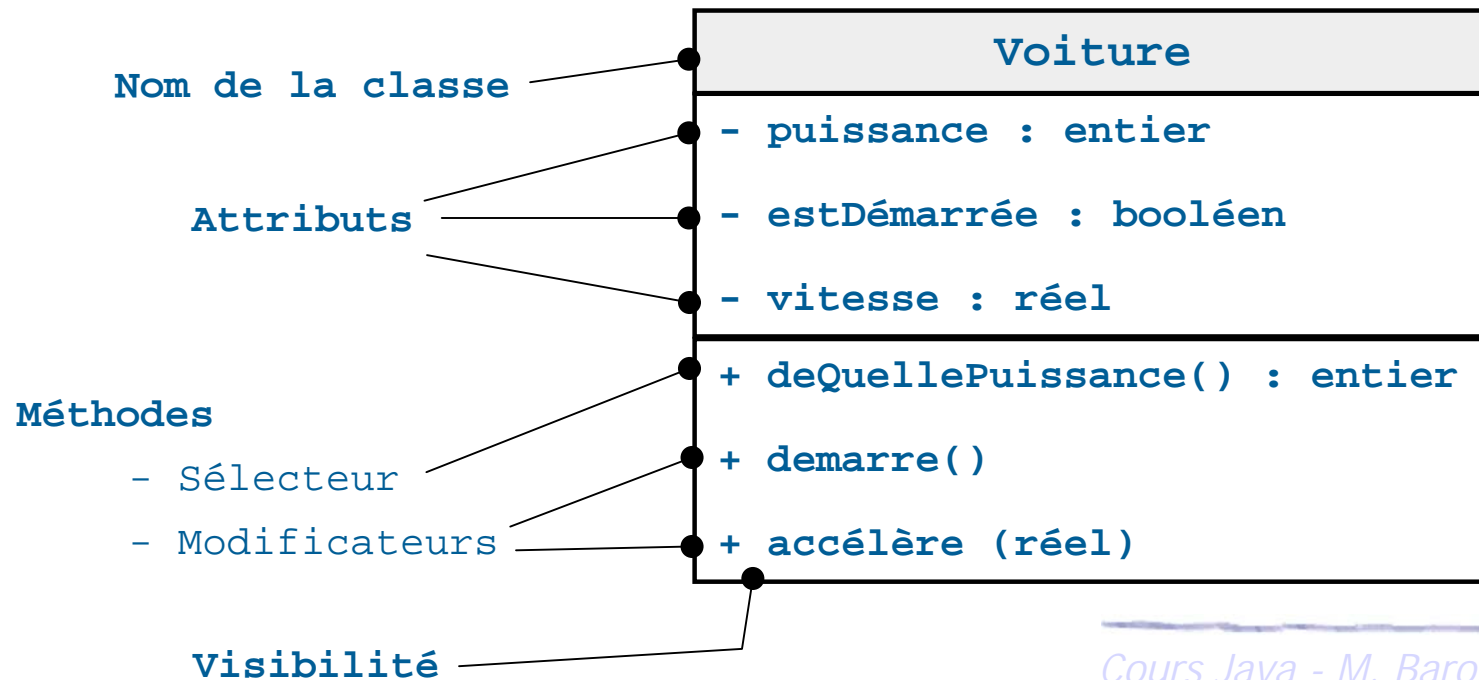 Voiture
Nom de la classe
- puissance : entier
Attributs
- estDémarrée : booléen
- vitesse : réel
+ deQuellePuissance() : entier
Méthodes
- Sélecteur
+ demarre()
- Modificateurs
+ accélère (réel)
Visibilité
Cours Java - M. Baro